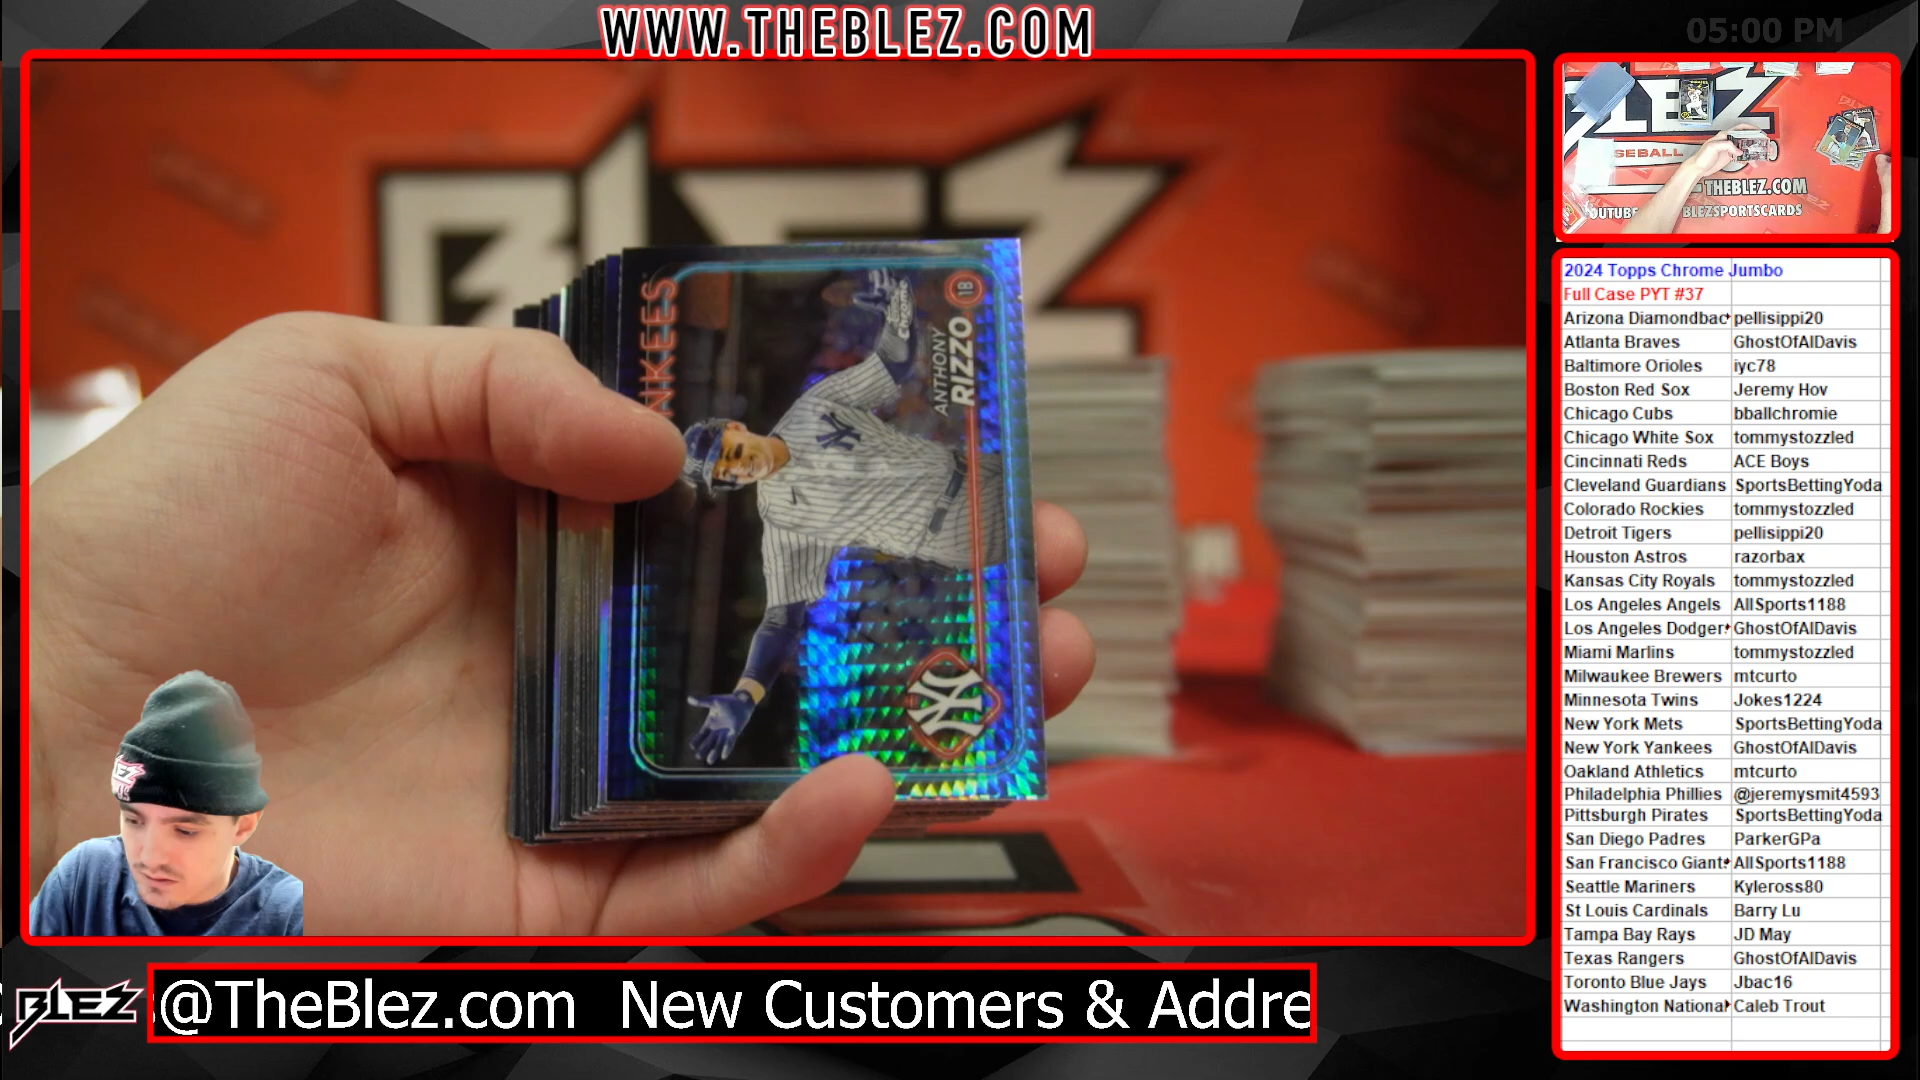 WWW.THEBLEZ.COM
05:00 PM
BLEZ
ANTHONY
RIZZO
18
Chrome
NY
SEBALL
THEBLEZ.COM
BLEZSPORTSCARDS
2024 Topps Chrome Jumbo
Full Case PYT #37
Arizona Diamondbac pellisippi20
Atlanta Braves GhostOfAlDavis
Baltimore Orioles iyc78
Boston Red Sox Jeremy Hov
Chicago Cubs bballchromie
Chicago White Sox tommystozzled
Cincinnati Reds ACE Boys
Cleveland Guardians SportsBettingYoda
Colorado Rockies tommystozzled
Detroit Tigers pellisippi20
Houston Astros razorbax
Kansas City Royals tommystozzled
Los Angeles Angels AllSports1188
Los Angeles Dodger GhostOfAlDavis
Miami Marlins tommystozzled
Milwaukee Brewers mtcurto
Minnesota Twins Jokes1224
New York Mets SportsBettingYoda
New York Yankees GhostOfAlDavis
Oakland Athletics mtcurto
Philadelphia Phillies @jeremysmit4593
Pittsburgh Pirates SportsBettingYoda
San Diego Padres ParkerGPa
San Francisco Giant AllSports1188
Seattle Mariners Kyleross80
St Louis Cardinals Barry Lu
Tampa Bay Rays JD May
Texas Rangers GhostOfAlDavis
Toronto Blue Jays Jbac16
Washington National Caleb Trout
BLEZ
@TheBlez.com New Customers & Addre